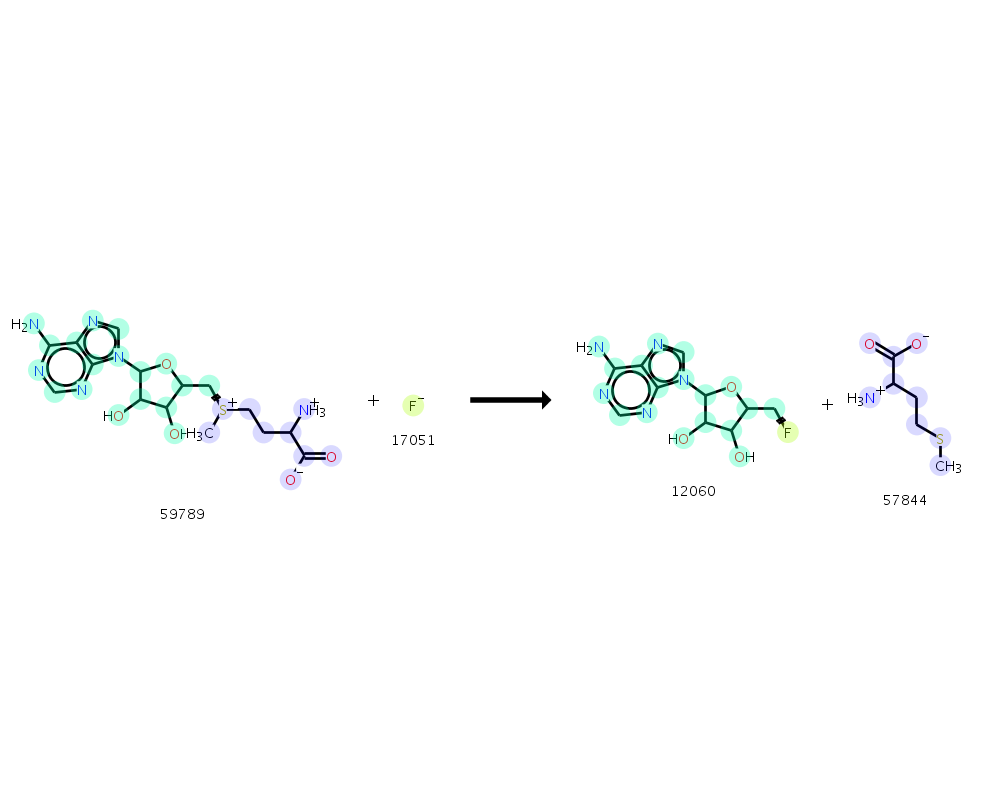 H2N N N N N O HO OH S+ H3C NH3+ O O-
59789
+
F-
17051
H2N N N N N O HO OH F
12060
+
O O- H3N+ S CH3
57844